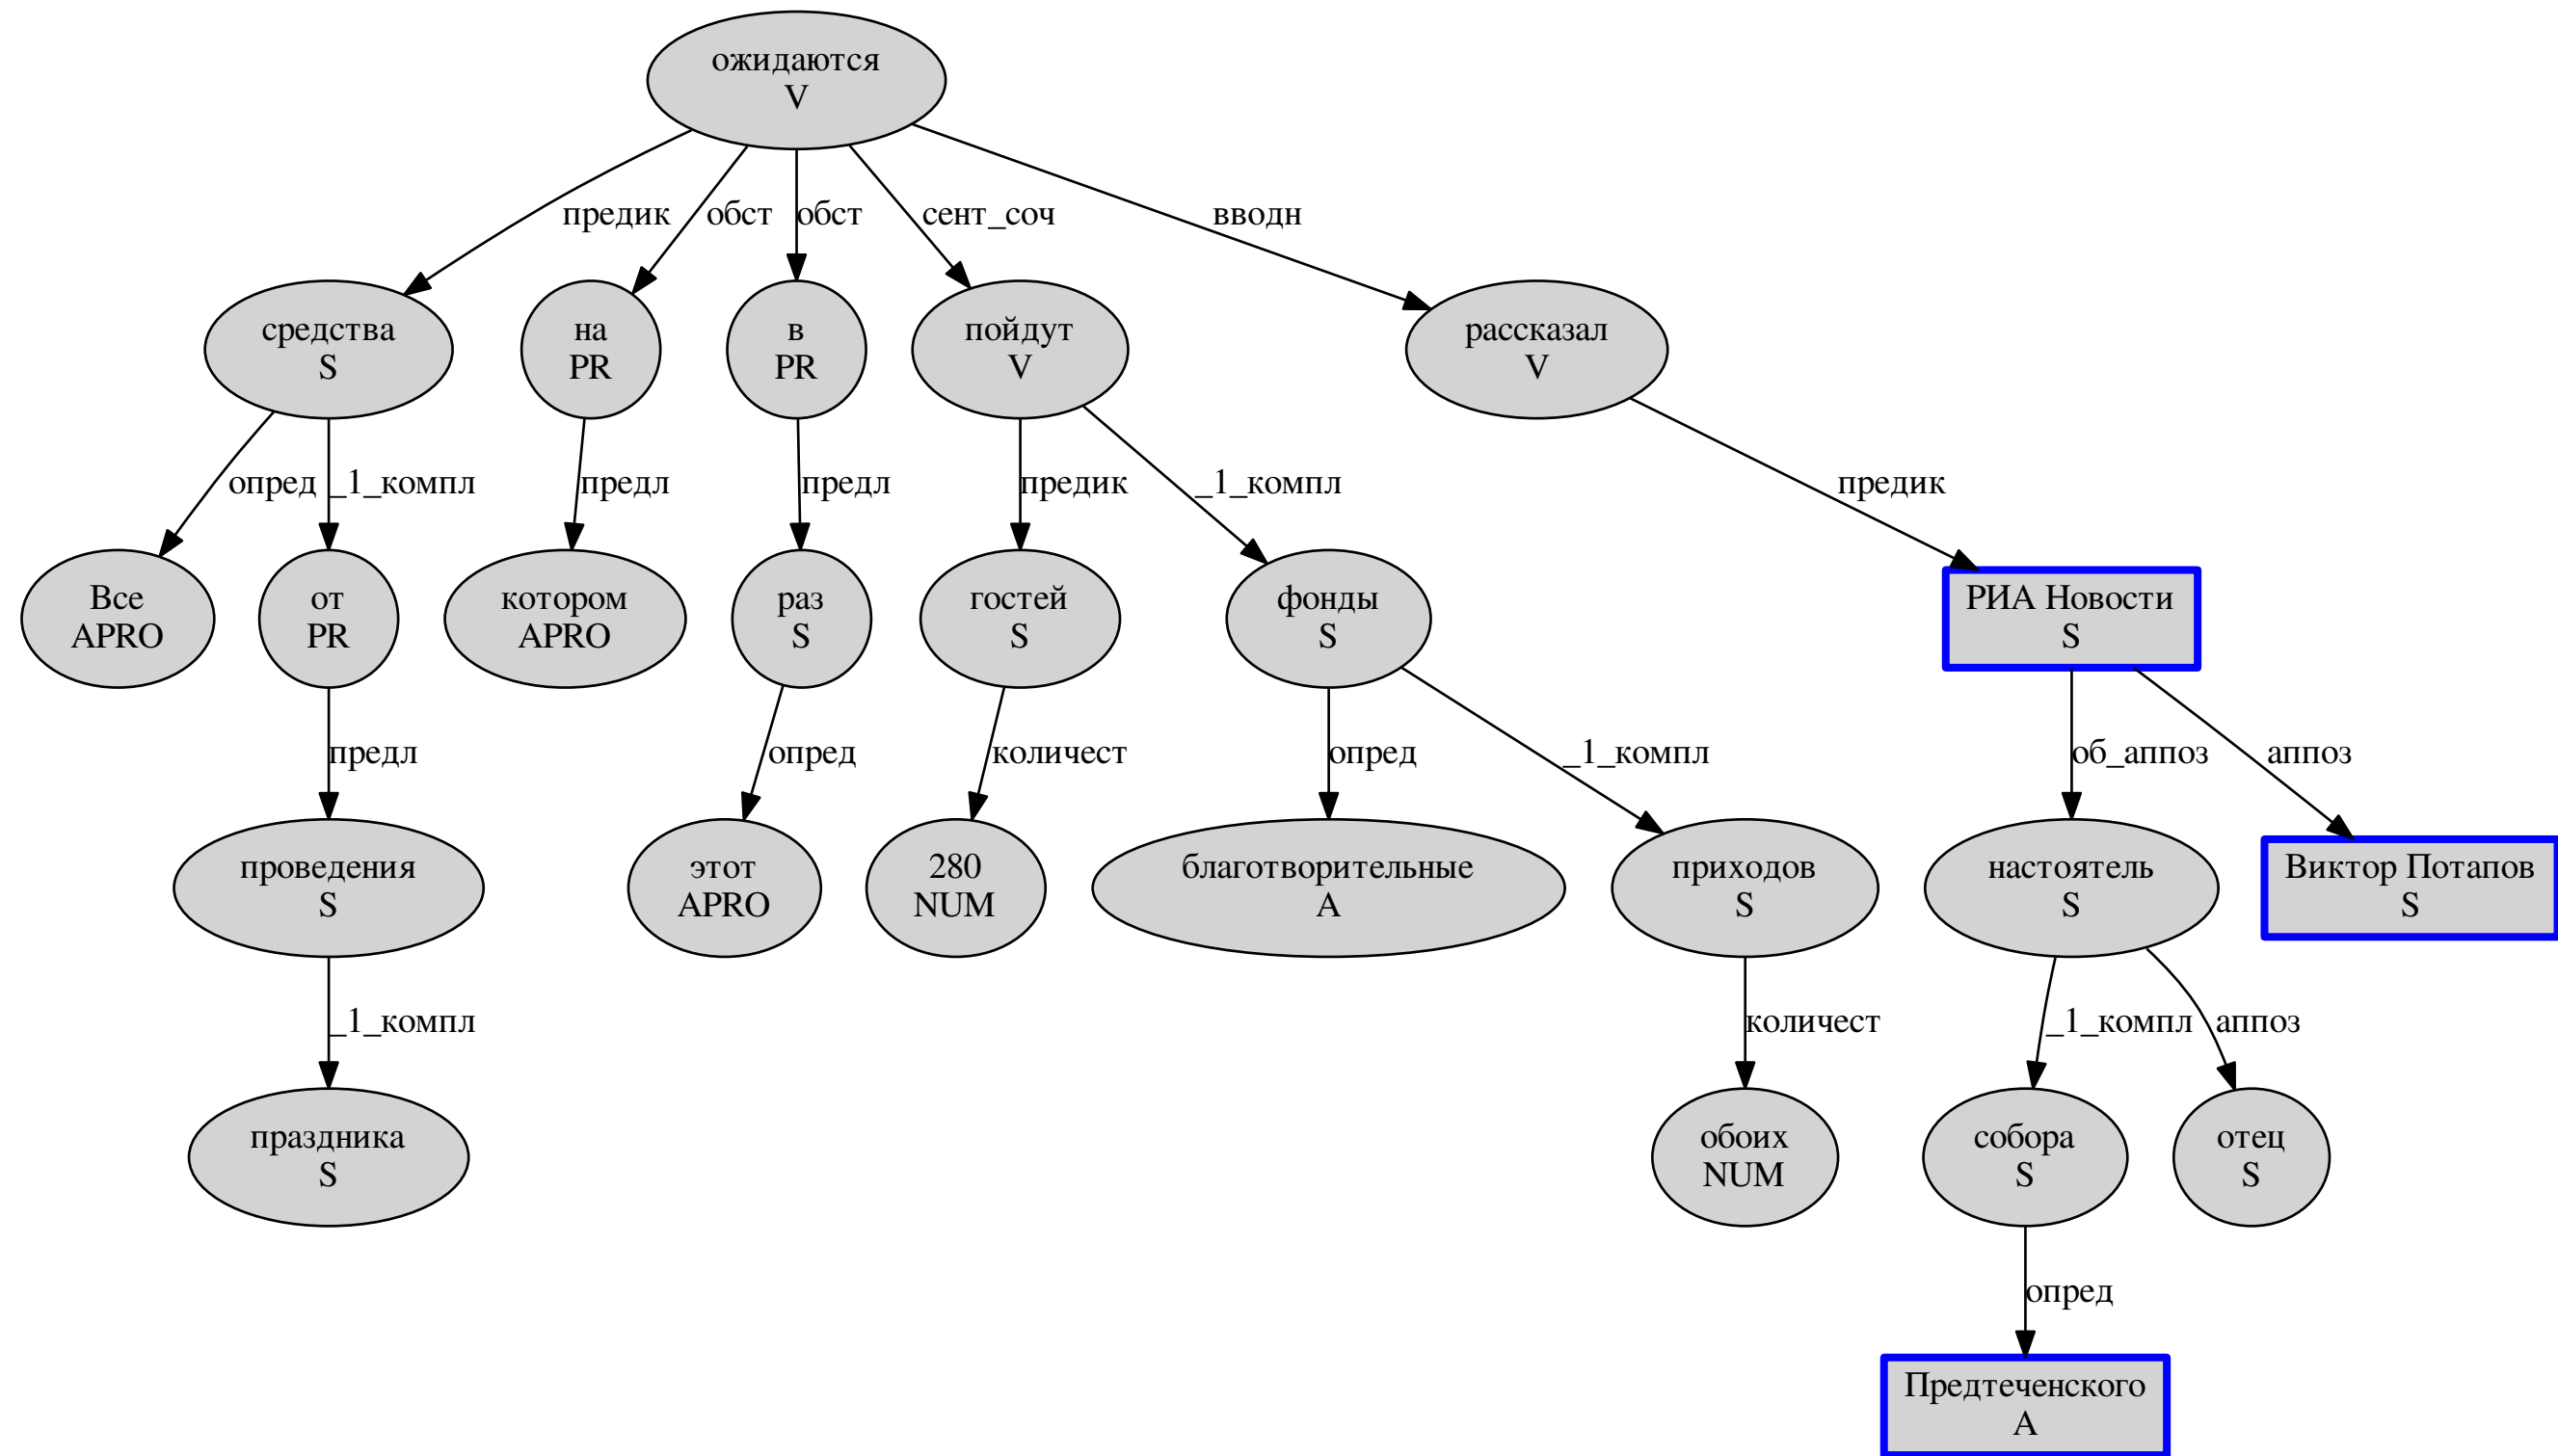 ожидаются
V
предик
обст
обст
сент_соч
вводн
средства
S
на
PR
в
PR
пойдут
V
рассказал
V
опред
_1_компл
предл
предл
предик
_1_компл
предик
Все
APRO
от
PR
котором
APRO
раз
S
гостей
S
фонды
S
РИА Новости
S
предл
опред
количест
опред
_1_компл
об_аппоз
аппоз
проведения
S
этот
APRO
280
NUM
благотворительные
A
приходов
S
настоятель
S
Виктор Потапов
S
_1_компл
количест
_1_компл
аппоз
праздника
S
обоих
NUM
собора
S
отец
S
опред
Предтеченского
A